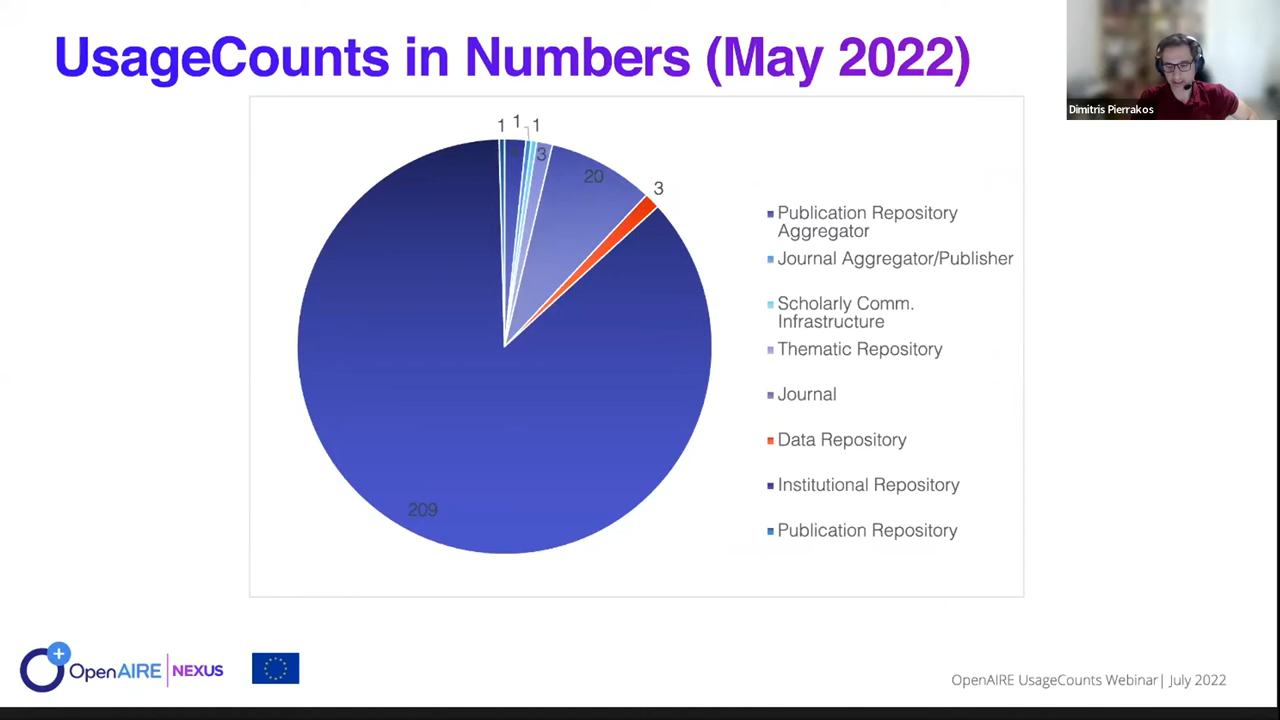 UsageCounts in Numbers (May 2022)
Dimitris Pierrakos
1
1
1
3
20
3
209
Publication Repository
Aggregator
Journal Aggregator/Publisher
Scholarly Comm.
Infrastructure
Thematic Repository
Journal
Data Repository
Institutional Repository
Publication Repository
OpenAIRE | NEXUS
OpenAIRE UsageCounts Webinar| July 2022